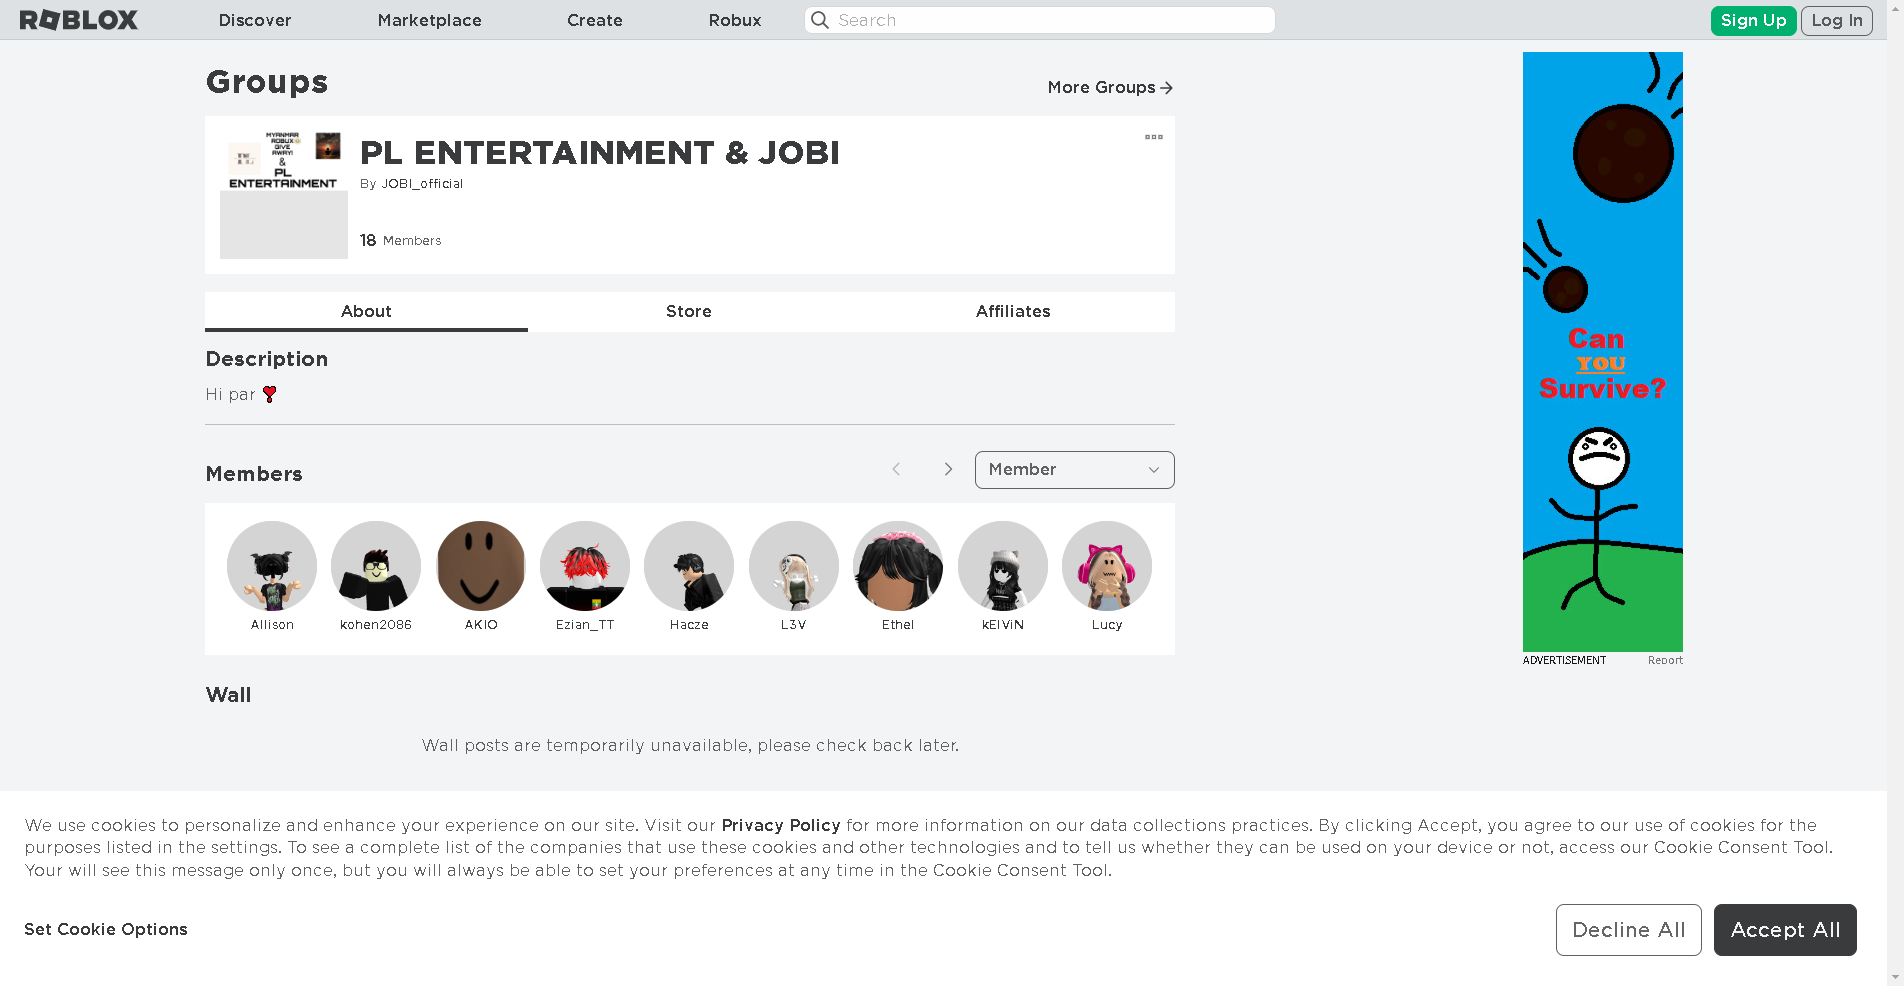 ROBLOX
Discover
Marketplace
Create
Robux
Search
Sign Up
Log In
Groups
More Groups
MYANMAR
ROBUX
GIVE
AWAY!
&
PL
ENTERTAINMENT
PL ENTERTAINMENT & JOBI
By JOBI_official
18 Members
About
Store
Affiliates
Description
Hi par ❣
Members
Member
Allison
kohen2086
AKIO
Ezian_TT
Hacze
L3V
Ethel
kElViN
Lucy
Wall
Wall posts are temporarily unavailable, please check back later.
Can
YOU
Survive?
ADVERTISEMENT
Report
We use cookies to personalize and enhance your experience on our site. Visit our Privacy Policy for more information on our data collections practices. By clicking Accept, you agree to our use of cookies for the
purposes listed in the settings. To see a complete list of the companies that use these cookies and other technologies and to tell us whether they can be used on your device or not, access our Cookie Consent Tool.
Your will see this message only once, but you will always be able to set your preferences at any time in the Cookie Consent Tool.
Set Cookie Options
Decline All
Accept All